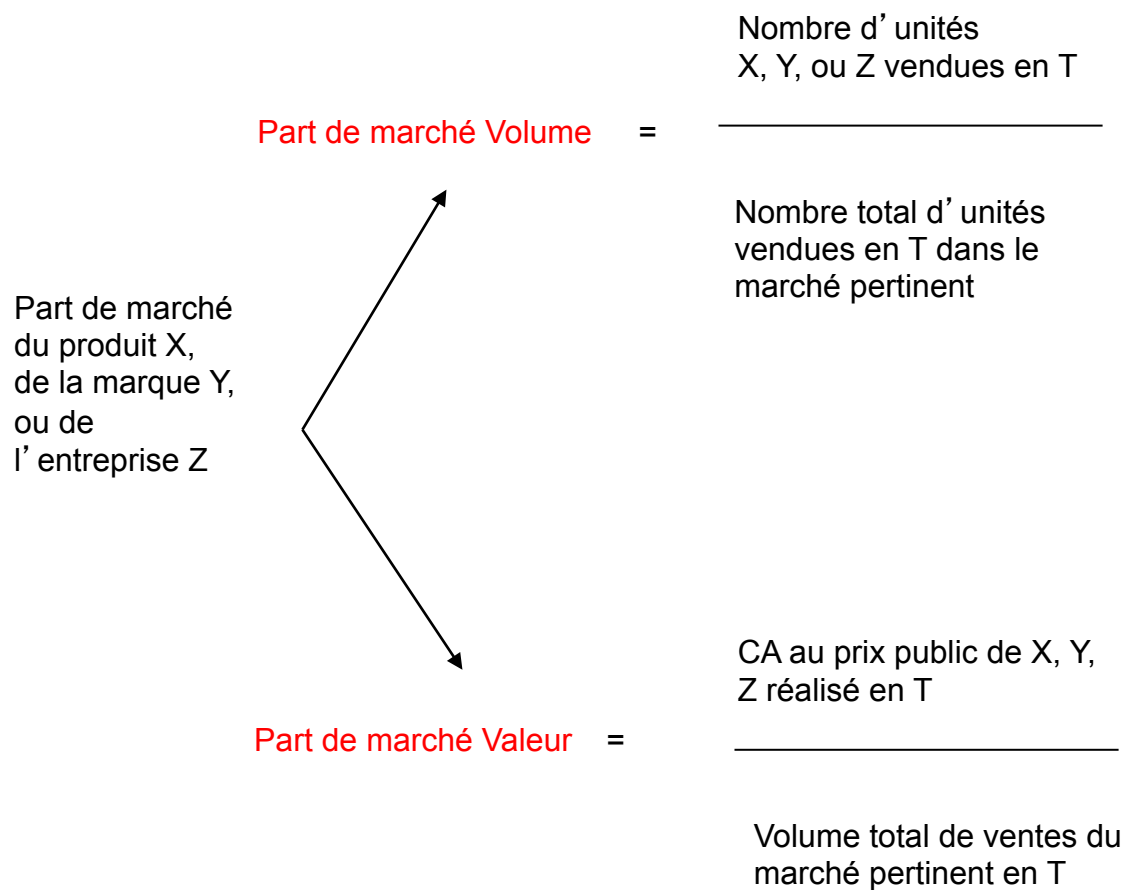 Nombre d’unités
X, Y, ou Z vendues en T
Part de marché Volume =
Nombre total d’unités
vendues en T dans le
marché pertinent
Part de marché
du produit X,
de la marque Y,
ou de
l’entreprise Z
CA au prix public de X, Y,
Z réalisé en T
Part de marché Valeur =
Volume total de ventes du
marché pertinent en T